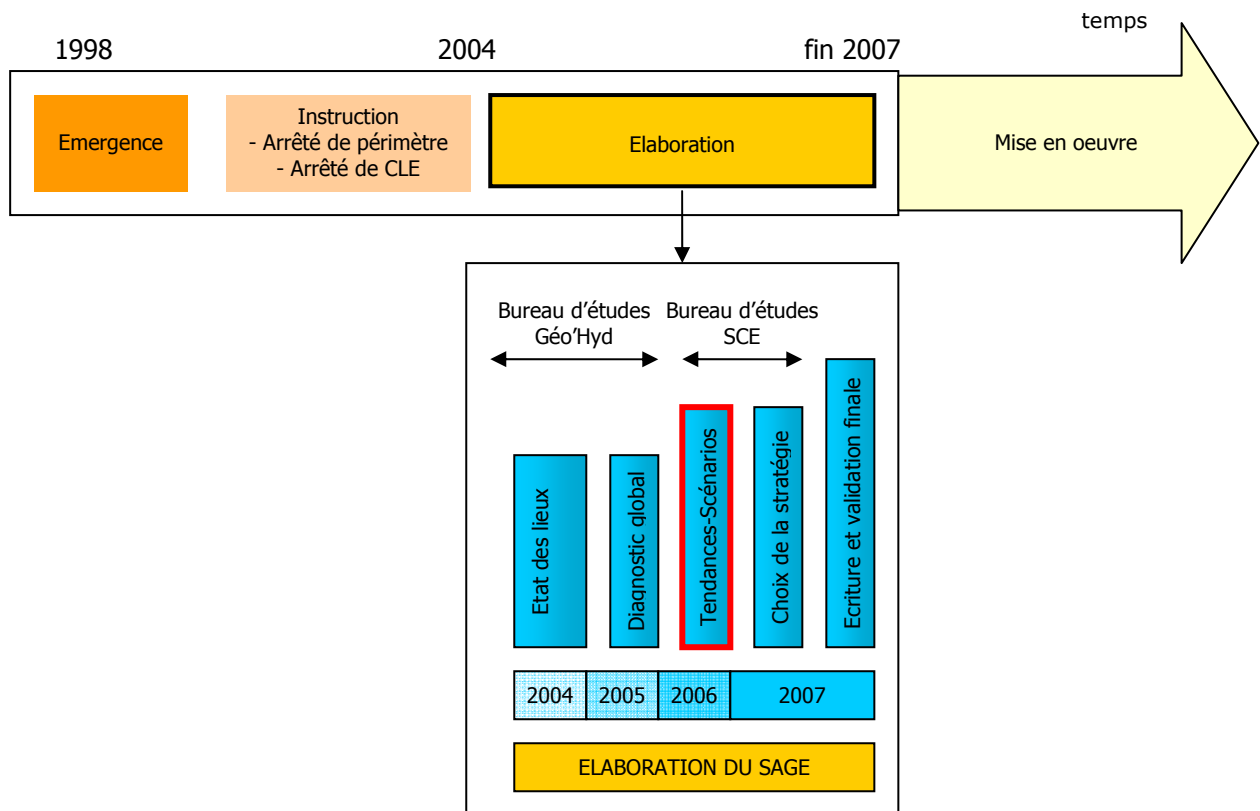 temps
1998
2004
fin 2007
Emergence
Instruction
- Arrêté de périmètre
- Arrêté de CLE
Elaboration
Mise en oeuvre
Bureau d'études
Géo'Hyd
Bureau d'études
SCE
Etat des lieux
Diagnostic global
Tendances-Scénarios
Choix de la stratégie
Ecriture et validation finale
2004
2005
2006
2007
ELABORATION DU SAGE